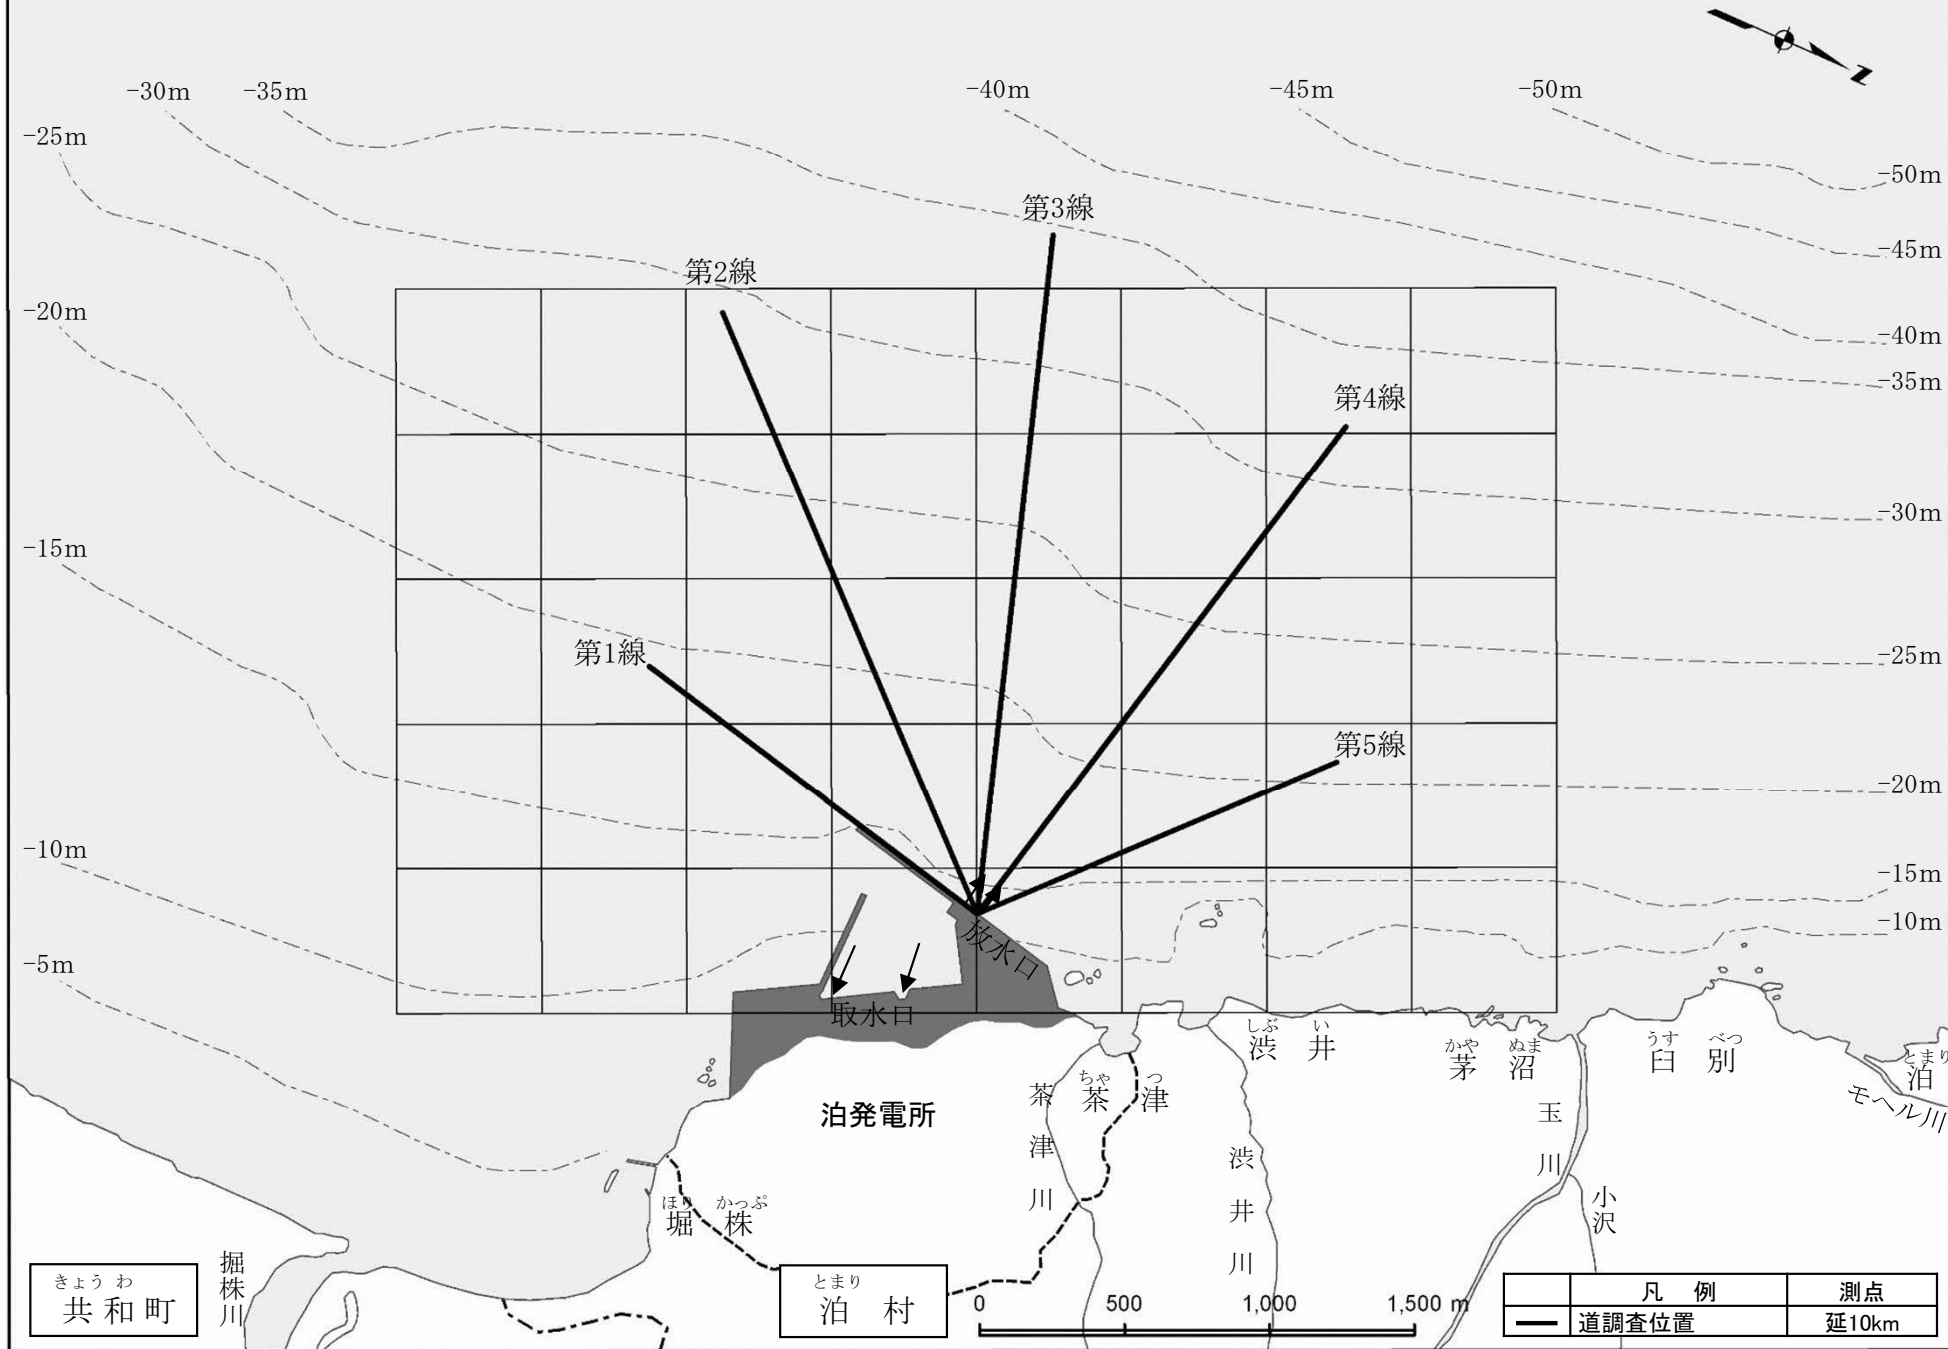 N
-30m
-35m
-40m
-45m
-50m
-25m
-50m
第3線
-45m
第2線
-20m
-40m
-35m
第4線
-30m
-15m
第1線
-25m
第5線
-20m
-10m
-15m
-10m
放水口
-5m
取水口
しぶ い
渋井
かや ぬま
茅沼
うす べつ
臼別
とまり
泊
モヘル川
ちゃ つ
茶津
泊発電所
茶津川
渋井川
玉川
小沢
ほり かっぷ
堀株
掘株川
きょう わ
共和町
とまり
泊村
0 500 1,000 1,500 m
凡例 測点
道調査位置 延10km